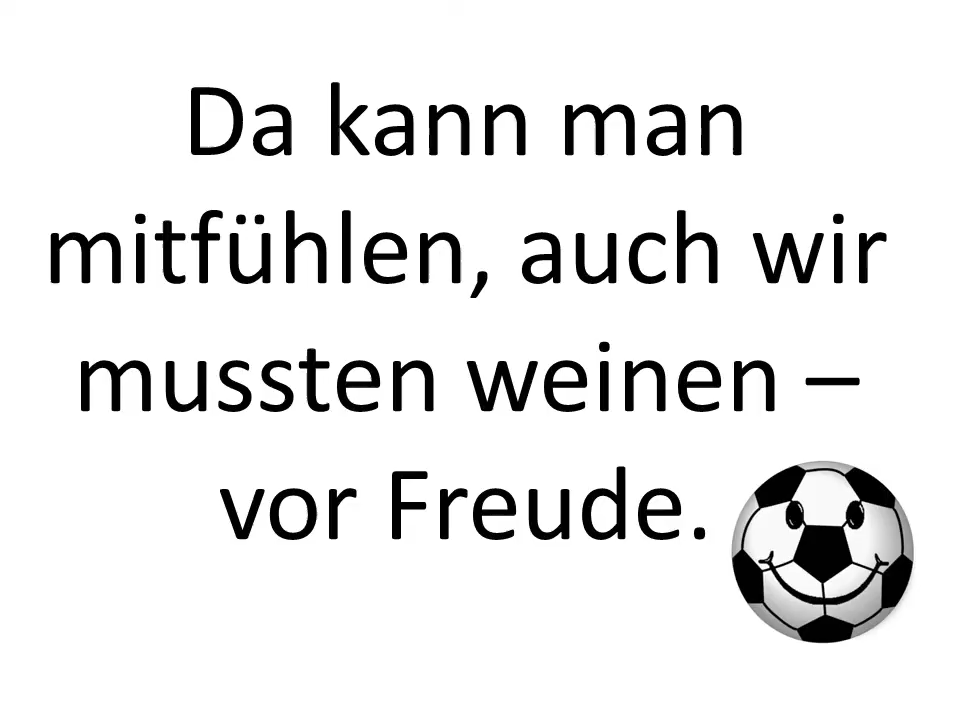 Da kann man
mitfühlen, auch wir
mussten weinen –
vor Freude.